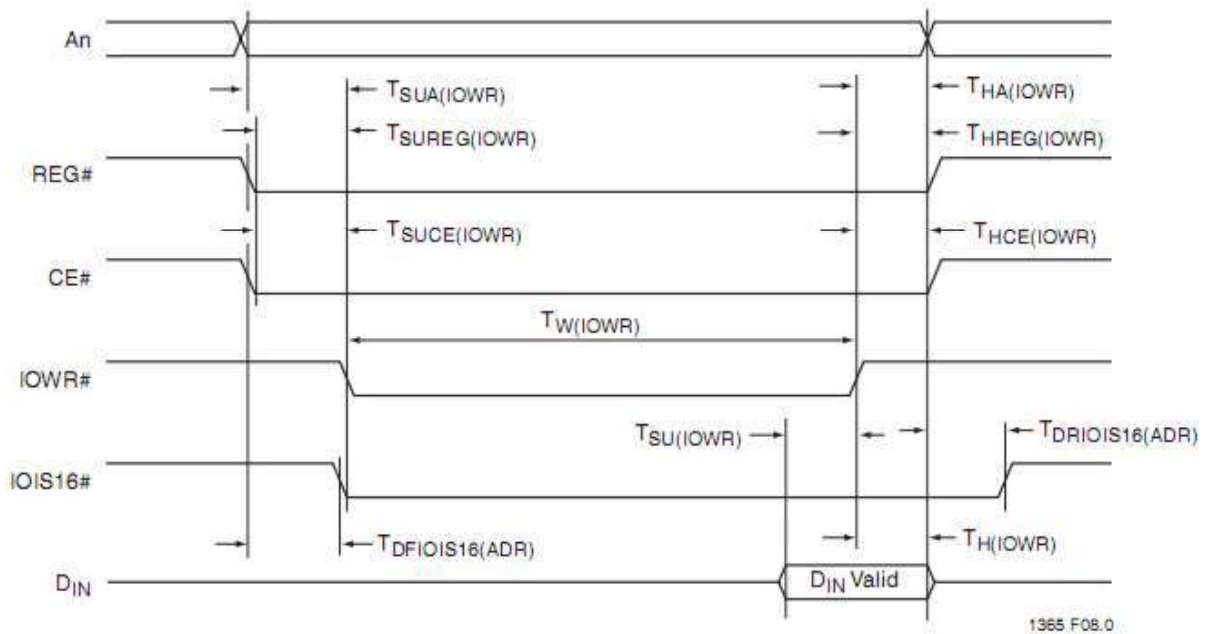 An
TSUA(IOWR) THA(IOWR)
TSUREG(IOWR) THREG(IOWR)
REG#
TSUCE(IOWR) THCE(IOWR)
CE#
TW(IOWR)
IOWR#
TSU(IOWR) TDRIOIS16(ADR)
IOIS16#
TDFIOIS16(ADR) TH(IOWR)
DIN DIN Valid
1365 F08.0